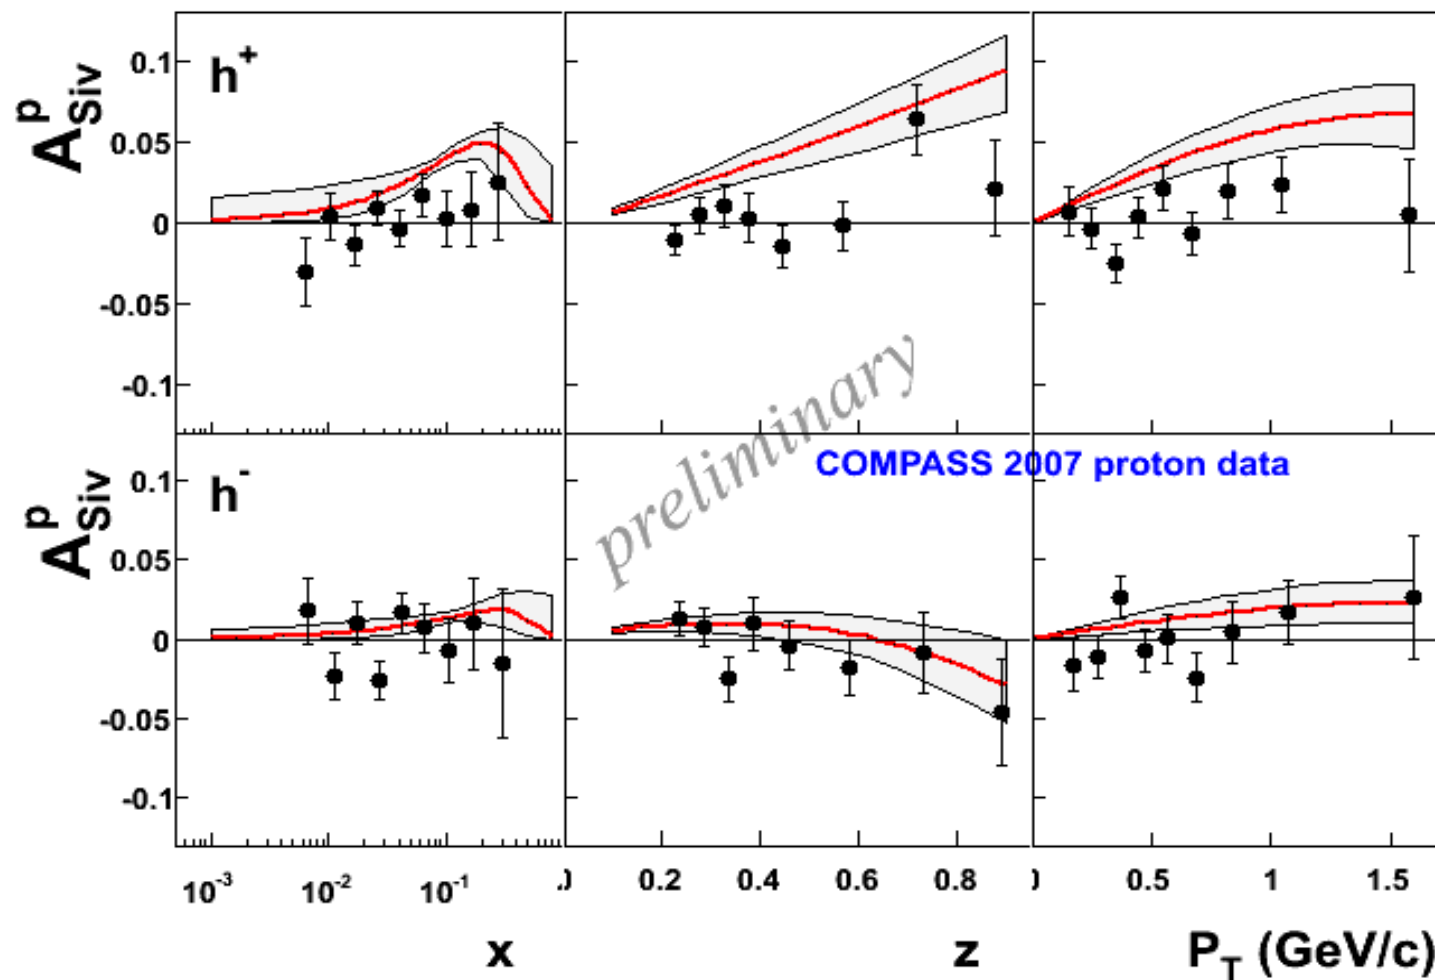 h+
A^p_Siv
0.1
0.05
0
-0.05
-0.1
preliminary
COMPASS 2007 proton data
h-
A^p_Siv
0.1
0.05
0
-0.05
-0.1
10^-3 10^-2 10^-1 0.2 0.4 0.6 0.8 0.5 1 1.5
x z P_T (GeV/c)